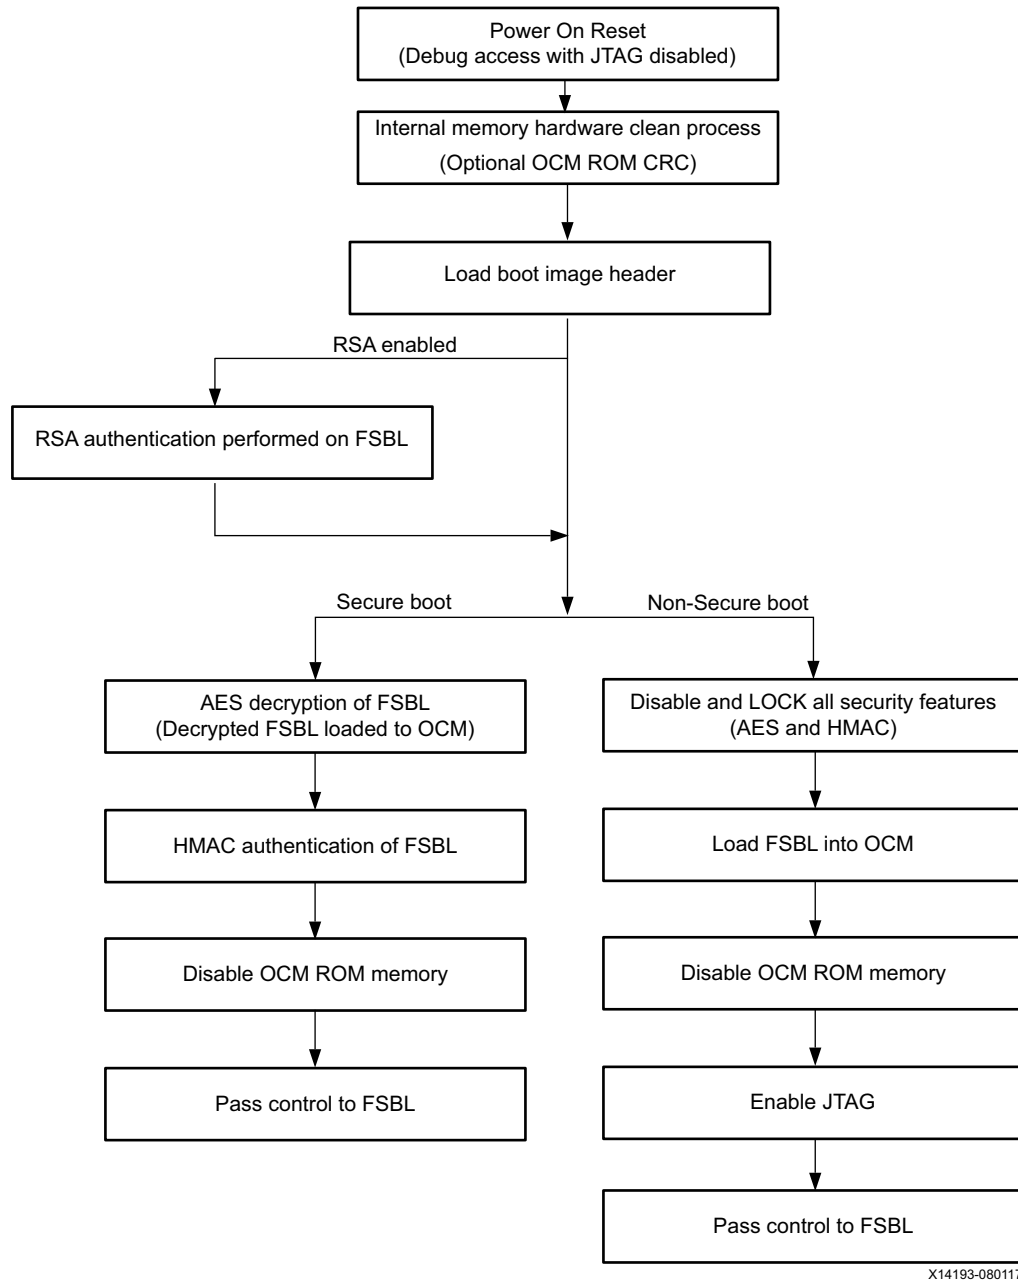 Power On Reset
(Debug access with JTAG disabled)
Internal memory hardware clean process
(Optional OCM ROM CRC)
Load boot image header
RSA enabled
RSA authentication performed on FSBL
Secure boot
Non-Secure boot
AES decryption of FSBL
(Decrypted FSBL loaded to OCM)
Disable and LOCK all security features
(AES and HMAC)
HMAC authentication of FSBL
Load FSBL into OCM
Disable OCM ROM memory
Disable OCM ROM memory
Pass control to FSBL
Enable JTAG
Pass control to FSBL
X14193-080117